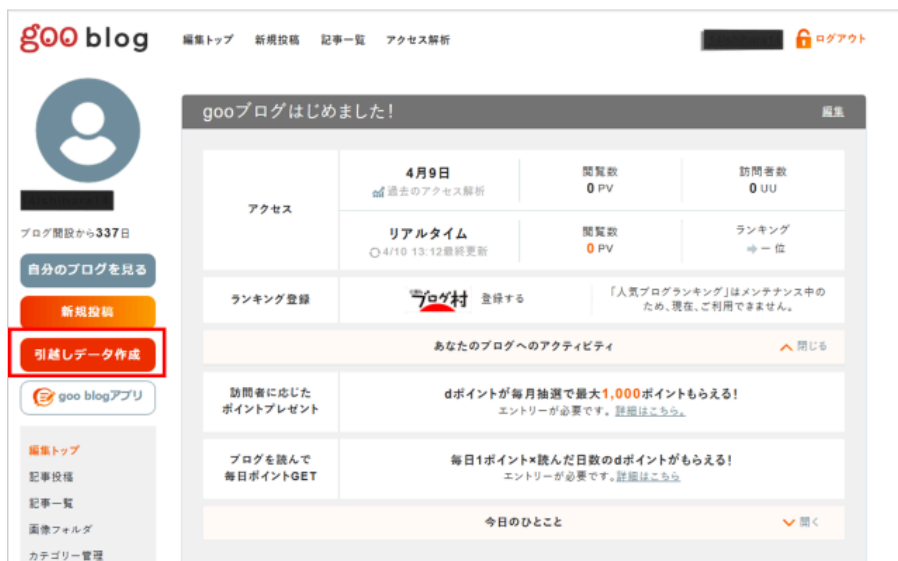 goo blog
編集トップ 新規投稿 記事一覧 アクセス解析
ログアウト
gooブログはじめました!
編集
アクセス
4月9日
過去のアクセス解析
閲覧数
0 PV
訪問者数
0 UU
リアルタイム
4/10 13:12最終更新
閲覧数
0 PV
ランキング
ー 位
ブログ開設から337日
自分のブログを見る
新規投稿
引越しデータ作成
goo blogアプリ
ランキング登録
ブログ村 登録する
「人気ブログランキング」はメンテナンス中の
ため、現在、ご利用できません。
あなたのブログへのアクティビティ
閉じる
訪問者に応じた
ポイントプレゼント
dポイントが毎月抽選で最大1,000ポイントもらえる!
エントリーが必要です。詳細はこちら。
ブログを読んで
毎日ポイントGET
毎日1ポイント×読んだ日数のdポイントがもらえる!
エントリーが必要です。詳細はこちら
今日のひとこと
開く
編集トップ
記事投稿
記事一覧
画像フォルダ
カテゴリー管理